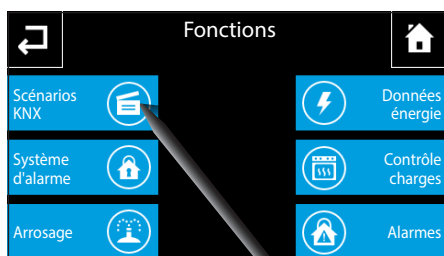 Fonctions
Scénarios
KNX
Données
énergie
Système
d'alarme
Contrôle
charges
Arrosage
Alarmes